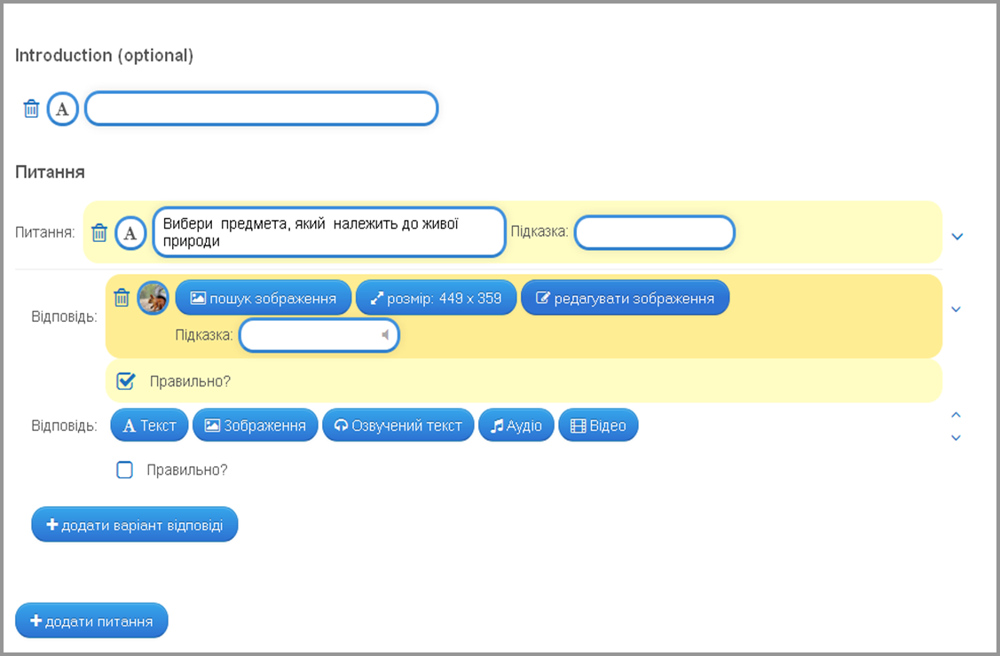 Introduction (optional)
A
Питання
Питання: A Вибери предмета, який належить до живої Підказка:
природи
Відповідь: пошук зображення розмір: 449 x 359 редагувати зображення
Підказка:
Правильно?
Відповідь: A Текст Зображення Озвучений текст Аудіо Відео
Правильно?
+ додати варіант відповіді
+ додати питання